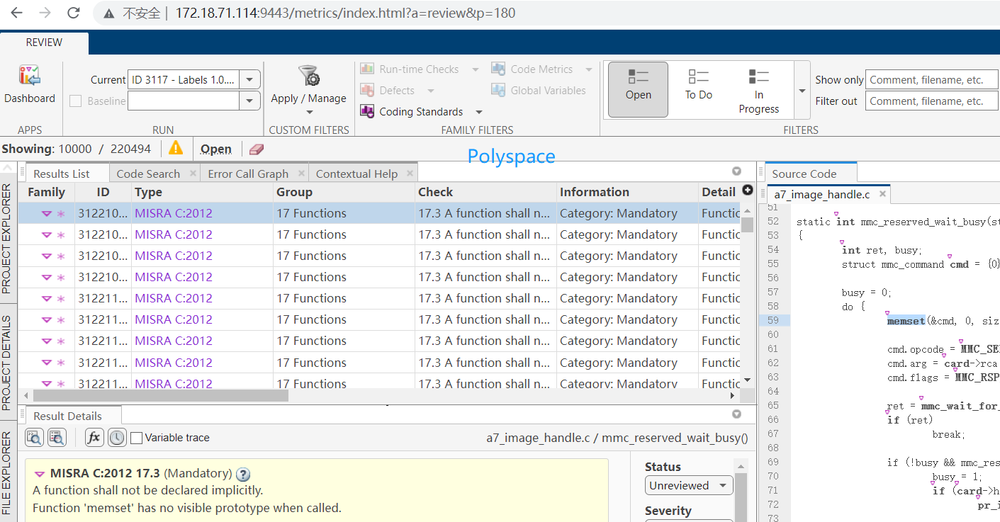 不安全 172.18.71.114:9443/metrics/index.html?a=review&p=180
REVIEW
Dashboard
APPS
Current ID 3117 - Labels 1.0....
Baseline
RUN
Apply / Manage
CUSTOM FILTERS
Run-time Checks Code Metrics
Defects Global Variables
Coding Standards
FAMILY FILTERS
Open To Do In Progress
Show only Comment, filename, etc.
Filter out Comment, filename, etc.
FILTERS
Showing: 10000 / 220494 Open
Polyspace
PROJECT EXPLORER
PROJECT DETAILS
FILE EXPLORER
Results List Code Search Error Call Graph Contextual Help
Family ID Type Group Check Information Detail
312210... MISRA C:2012 17 Functions 17.3 A function shall n... Category: Mandatory Functio
312210... MISRA C:2012 17 Functions 17.3 A function shall n... Category: Mandatory Functio
312210... MISRA C:2012 17 Functions 17.3 A function shall n... Category: Mandatory Functio
312210... MISRA C:2012 17 Functions 17.3 A function shall n... Category: Mandatory Functio
312211... MISRA C:2012 17 Functions 17.3 A function shall n... Category: Mandatory Functio
312211... MISRA C:2012 17 Functions 17.3 A function shall n... Category: Mandatory Functio
312211... MISRA C:2012 17 Functions 17.3 A function shall n... Category: Mandatory Functio
312211... MISRA C:2012 17 Functions 17.3 A function shall n... Category: Mandatory Functio
312211... MISRA C:2012 17 Functions 17.3 A function shall n... Category: Mandatory Functio
Result Details
fx Variable trace a7_image_handle.c / mmc_reserved_wait_busy()
MISRA C:2012 17.3 (Mandatory) ?
A function shall not be declared implicitly.
Function 'memset' has no visible prototype when called.
Status
Unreviewed
Severity
Source Code
a7_image_handle.c
51
52 static int mmc_reserved_wait_busy(st
53 {
54 int ret, busy;
55 struct mmc_command cmd = {0}
56
57 busy = 0;
58 do {
59 memset(&cmd, 0, siz
60
61 cmd.opcode = MMC_SE
62 cmd.arg = card->rca
63 cmd.flags = MMC_RSP
64
65 ret = mmc_wait_for_
66 if (ret)
67 break;
68
69 if (!busy && mmc_res
70 busy = 1;
71 if (card->h
72 pr_i
73